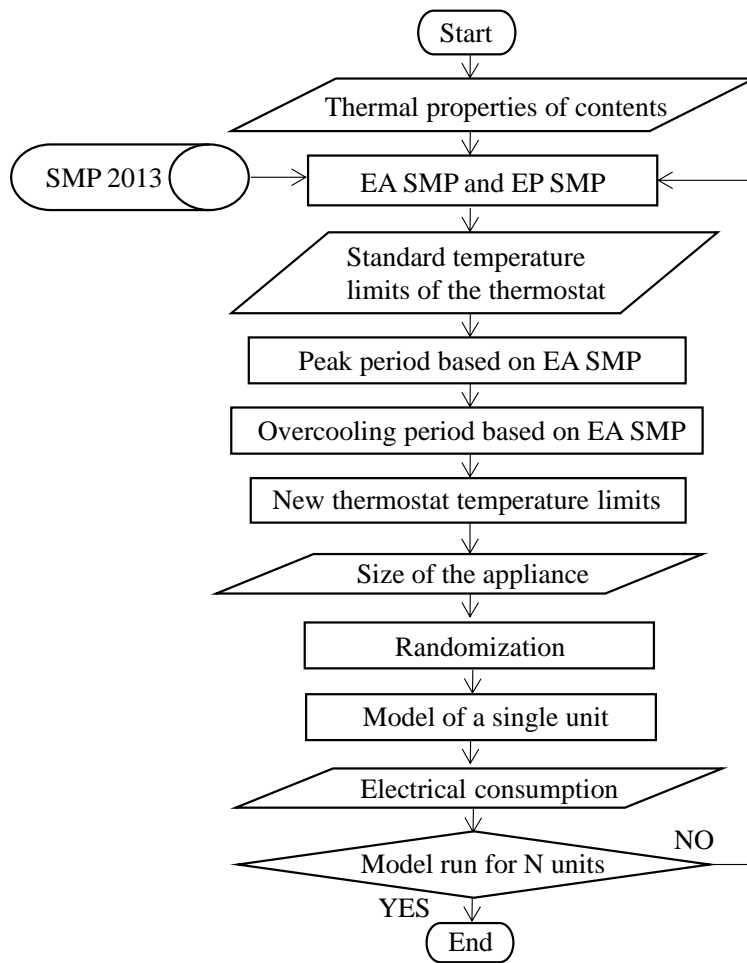 Start
Thermal properties of contents
SMP 2013
EA SMP and EP SMP
Standard temperature
limits of the thermostat
Peak period based on EA SMP
Overcooling period based on EA SMP
New thermostat temperature limits
Size of the appliance
Randomization
Model of a single unit
Electrical consumption
Model run for N units
NO
YES
End